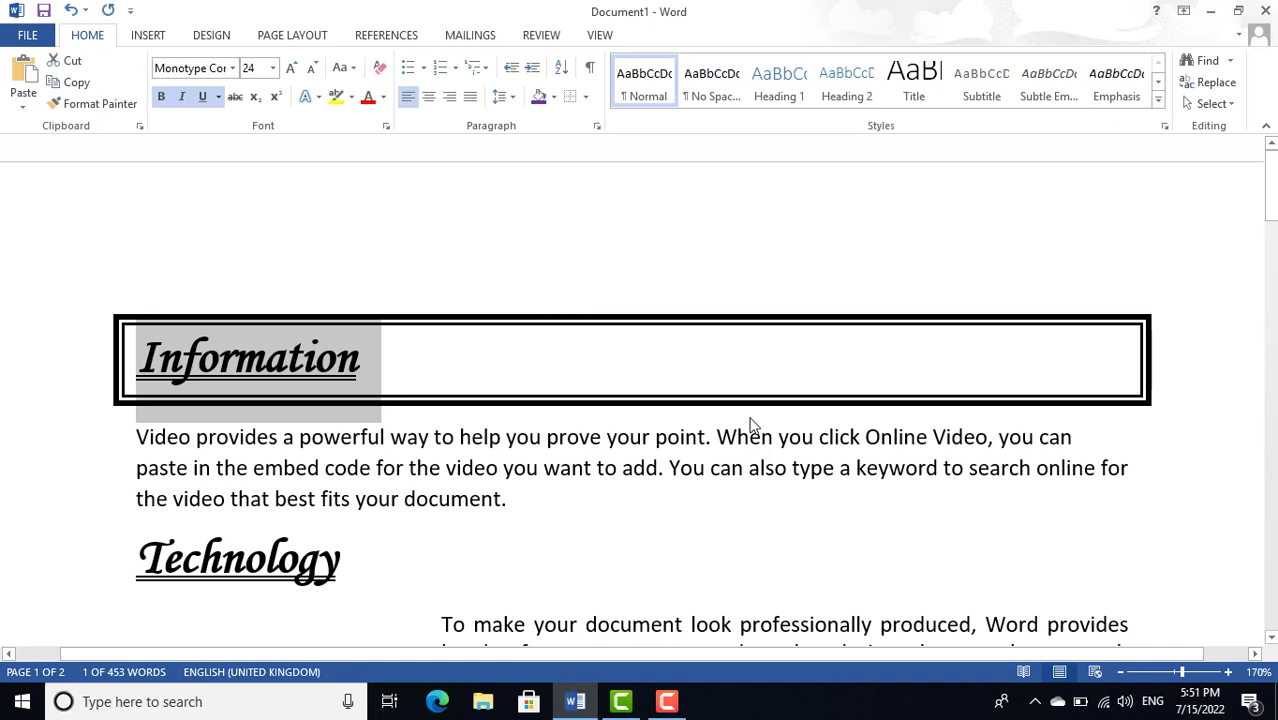 Document1 - Word
FILE HOME INSERT DESIGN PAGE LAYOUT REFERENCES MAILINGS REVIEW VIEW
Paste
Cut
Copy
Format Painter
Clipboard
Monotype Cor 24
Font
Paragraph
AaBbCcDc AaBbCcDc AaBbCc AaBbCcD AaBl AaBbCcD AaBbCcDc AaBbCcDc
¶ Normal ¶ No Spac... Heading 1 Heading 2 Title Subtitle Subtle Em... Emphasis
Styles
Find
Replace
Select
Editing
Information
Video provides a powerful way to help you prove your point. When you click Online Video, you can
paste in the embed code for the video you want to add. You can also type a keyword to search online for
the video that best fits your document.
Technology
To make your document look professionally produced, Word provides
PAGE 1 OF 2 1 OF 453 WORDS ENGLISH (UNITED KINGDOM) 170%
Type here to search
ENG
5:51 PM
7/15/2022
3